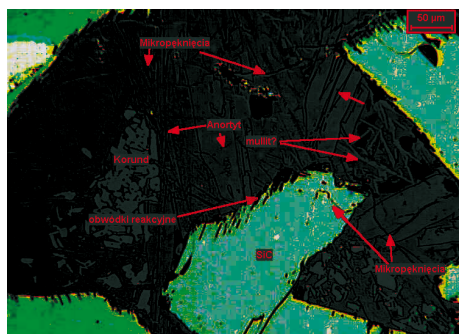 50 µm
Mikropęknięcia
Anortyt
mullit?
Korund
obwódki reakcyjne
SiC
Mikropęknięcia